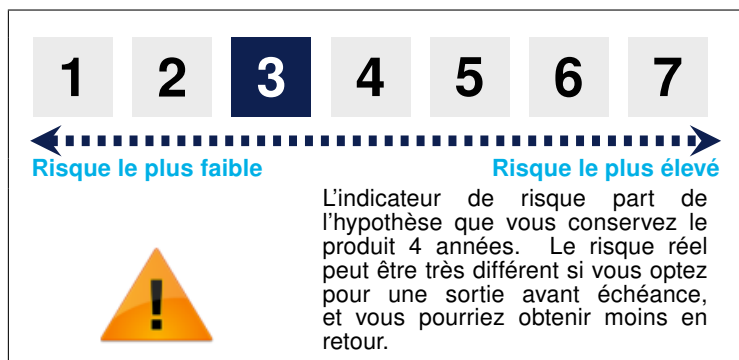 1 2 3 4 5 6 7
Risque le plus faible Risque le plus élevé
L'indicateur de risque part de
l'hypothèse que vous conservez le
produit 4 années. Le risque réel
peut être très différent si vous optez
pour une sortie avant échéance,
et vous pourriez obtenir moins en
retour.